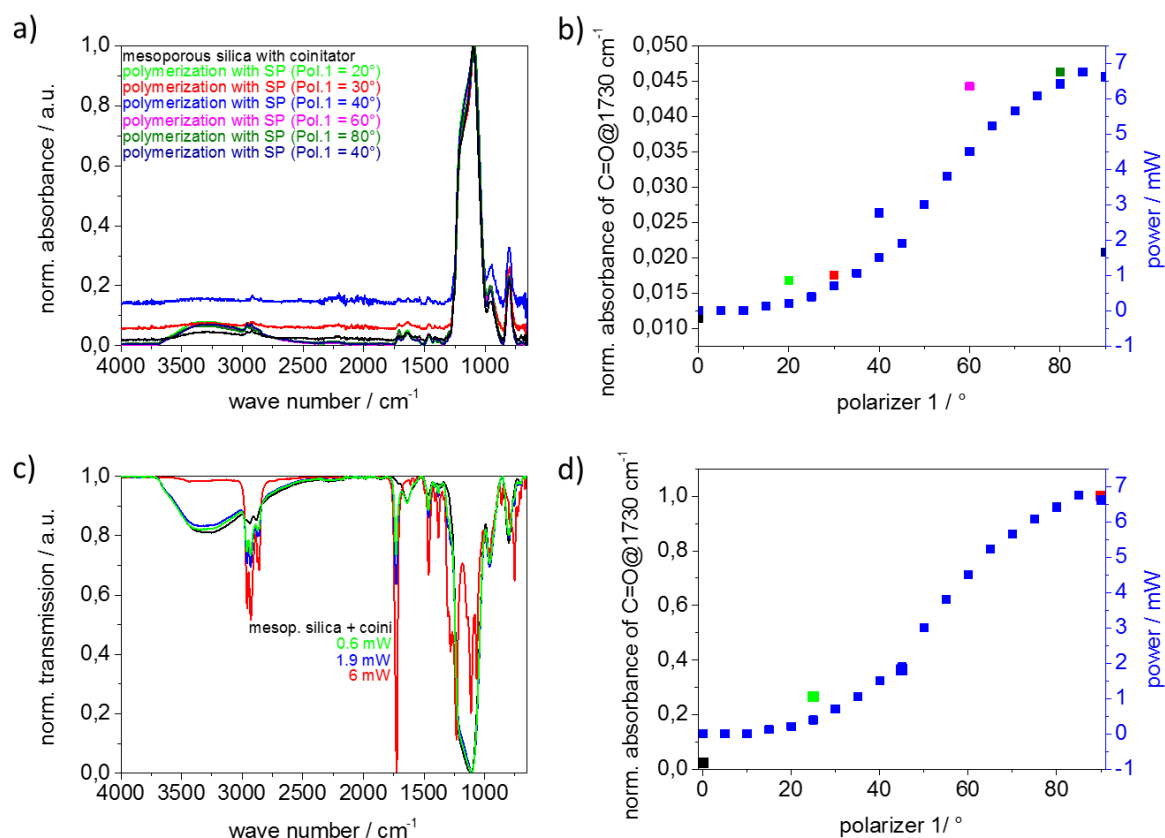 a)
1,0
0,8
0,6
0,4
0,2
0,0
norm. absorbance / a.u.
mesoporous silica with coinitator
polymerization with SP (Pol.1 = 20°)
polymerization with SP (Pol.1 = 30°)
polymerization with SP (Pol.1 = 40°)
polymerization with SP (Pol.1 = 60°)
polymerization with SP (Pol.1 = 80°)
polymerization with SP (Pol.1 = 40°)
4000 3500 3000 2500 2000 1500 1000
wave number / cm⁻¹
b)
0,050
0,045
0,040
0,035
0,030
0,025
0,020
0,015
0,010
norm. absorbance of C=O@1730 cm⁻¹
7
6
5
4
3
2
1
0
-1
power / mW
0 20 40 60 80
polarizer 1 / °
c)
1,0
0,8
0,6
0,4
0,2
0,0
norm. transmission / a.u.
mesop. silica + coini
0.6 mW
1.9 mW
6 mW
4000 3500 3000 2500 2000 1500 1000
wave number / cm⁻¹
d)
1,0
0,8
0,6
0,4
0,2
0,0
norm. absorbance of C=O@1730 cm⁻¹
7
6
5
4
3
2
1
0
-1
power / mW
0 20 40 60 80
polarizer 1/ °